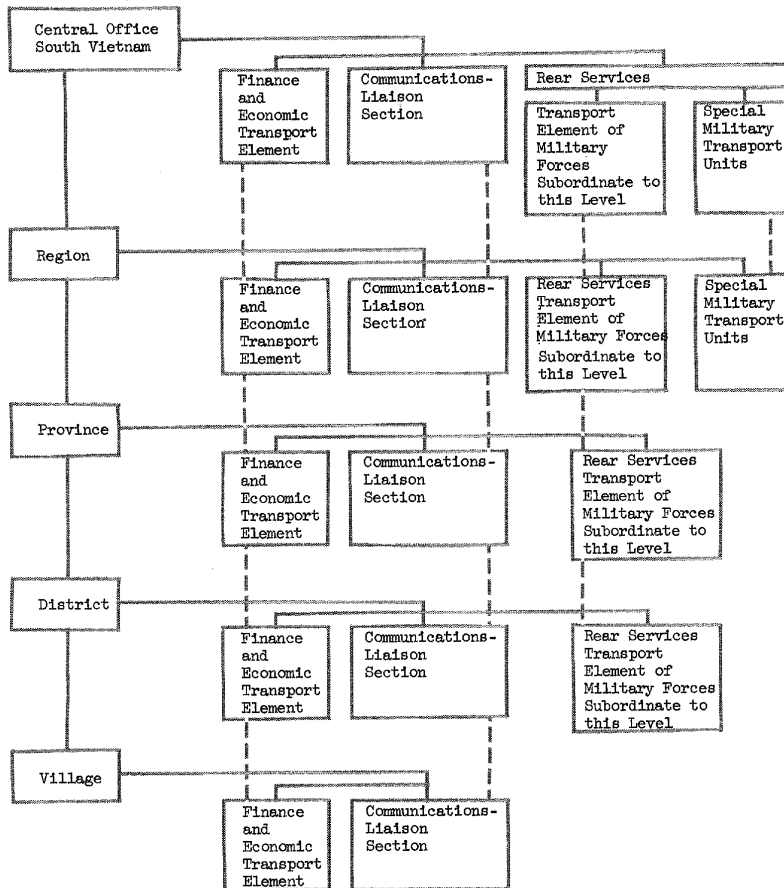 Central Office
South Vietnam
Finance
and
Economic
Transport
Element
Communications-
Liaison
Section
Rear Services
Transport
Element of
Military
Forces
Subordinate to
this Level
Special
Military
Transport
Units
Region
Finance
and
Economic
Transport
Element
Communications-
Liaison
Section
Rear Services
Transport
Element of
Military Forces
Subordinate to
this Level
Special
Military
Transport
Units
Province
Finance
and
Economic
Transport
Element
Communications-
Liaison
Section
Rear Services
Transport
Element of
Military Forces
Subordinate to
this Level
District
Finance
and
Economic
Transport
Element
Communications-
Liaison
Section
Rear Services
Transport
Element of
Military Forces
Subordinate to
this Level
Village
Finance
and
Economic
Transport
Element
Communications-
Liaison
Section